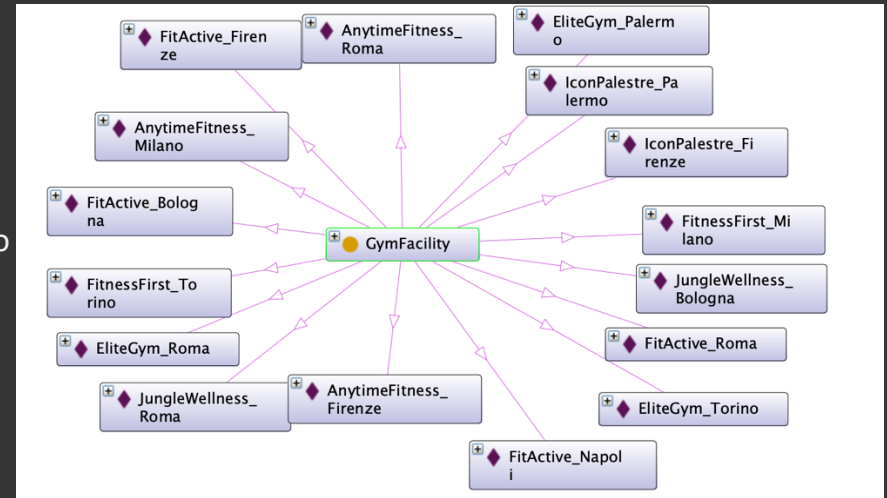 FitActive_Firen
ze
AnytimeFitness_
Roma
EliteGym_Palerm
o
IconPalestre_Pa
lermo
AnytimeFitness_
Milano
IconPalestre_Fi
renze
FitActive_Bolog
na
FitnessFirst_Mi
lano
o
GymFacility
FitnessFirst_To
rino
JungleWellness_
Bologna
EliteGym_Roma
FitActive_Roma
JungleWellness_
Roma
AnytimeFitness_
Firenze
EliteGym_Torino
FitActive_Napol
i